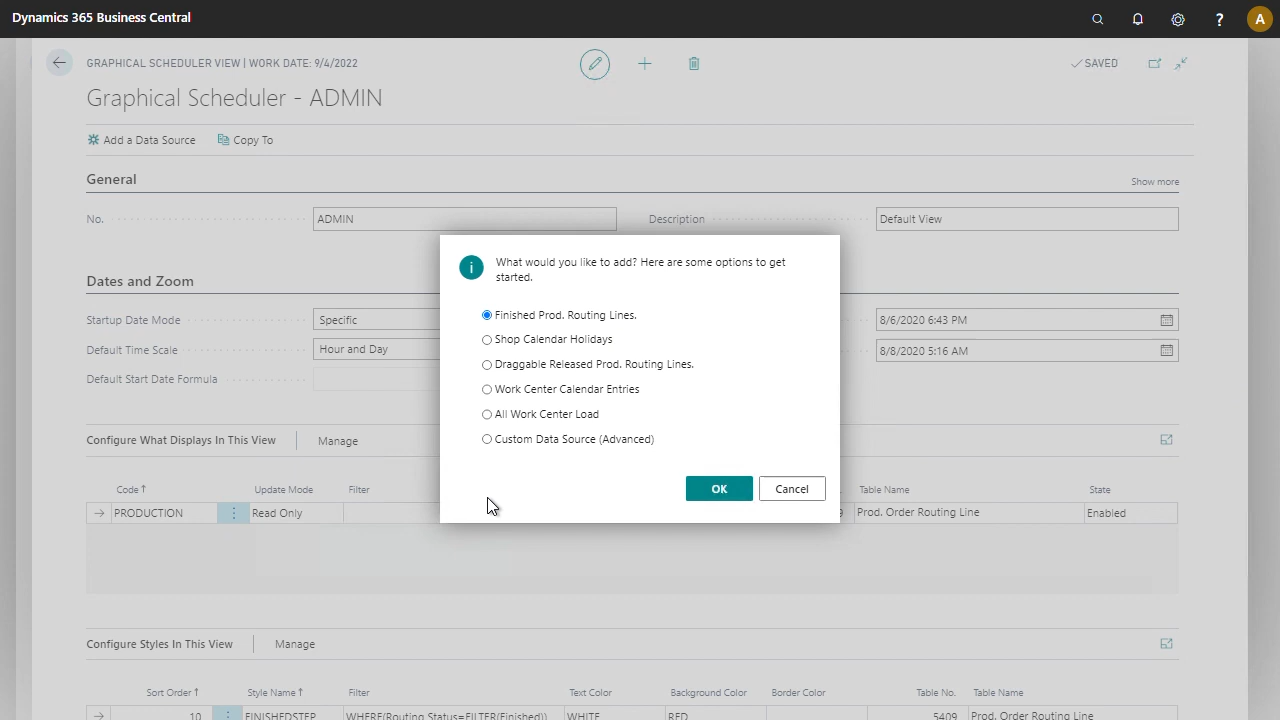 Dynamics 365 Business Central
?
A
GRAPHICAL SCHEDULER VIEW | WORK DATE: 9/4/2022
SAVED
Graphical Scheduler - ADMIN
Add a Data Source
Copy To
General
Show more
No.
ADMIN
Description
Default View
What would you like to add? Here are some options to get
started.
Finished Prod. Routing Lines.
Shop Calendar Holidays
Draggable Released Prod. Routing Lines.
Work Center Calendar Entries
All Work Center Load
Custom Data Source (Advanced)
OK
Cancel
Dates and Zoom
Startup Date Mode
Specific
8/6/2020 6:43 PM
Default Time Scale
Hour and Day
8/8/2020 5:16 AM
Default Start Date Formula
Configure What Displays In This View
Manage
Code↑
Update Mode
Filter
Table Name
State
PRODUCTION
Read Only
Prod. Order Routing Line
Enabled
Configure Styles In This View
Manage
Sort Order↑
Style Name↑
Filter
Text Color
Background Color
Border Color
Table No.
Table Name
10
FINISHEDSTEP
WHERE(Routing Status=FILTER(Finished))
WHITE
RED
5409
Prod. Order Routing Line